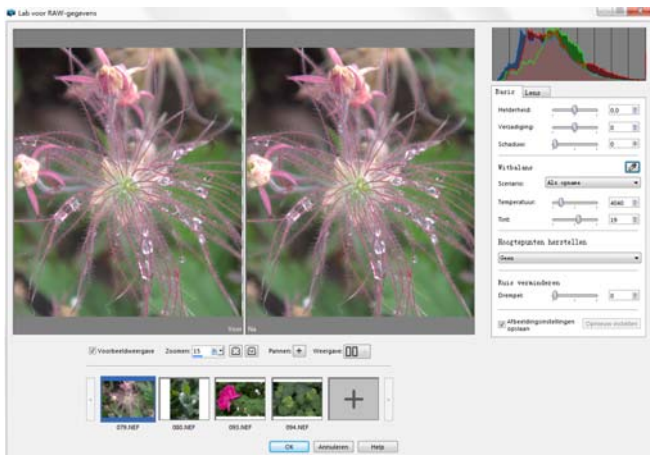 Lab voor RAW-gegevens
Basis
Lens
Helderheid: 0,0
Verzadiging: 0
Schaduw: 0
Witbalans
Scenario: Als opname
Temperatuur: 4040
Tint: 19
Hoogtepunten herstellen
Geen
Ruis verminderen
Drempel: 0
Afbeeldingsinstellingen opslaan
Opnieuw instellen
Voor
Na
Voorbeeldweergave
Zoomen: 15
Pannen:
Weergave:
079.NEF
080.NEF
093.NEF
094.NEF
OK
Annuleren
Help